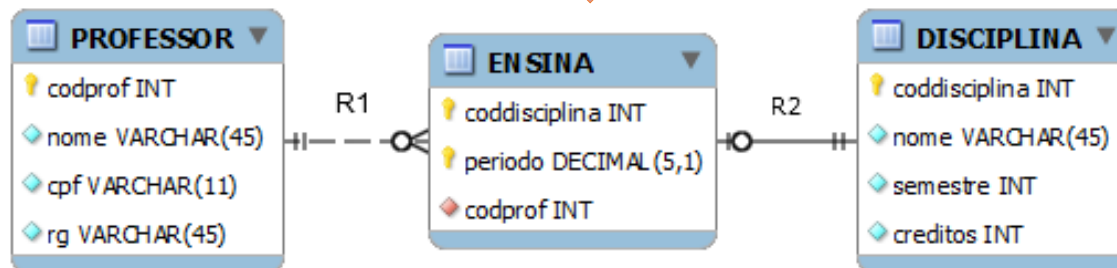 PROFESSOR
codprof INT
nome VARCHAR(45)
cpf VARCHAR(11)
rg VARCHAR(45)
R1
ENSINA
coddisciplina INT
periodo DECIMAL(5,1)
codprof INT
R2
DISCIPLINA
coddisciplina INT
nome VARCHAR(45)
semestre INT
creditos INT